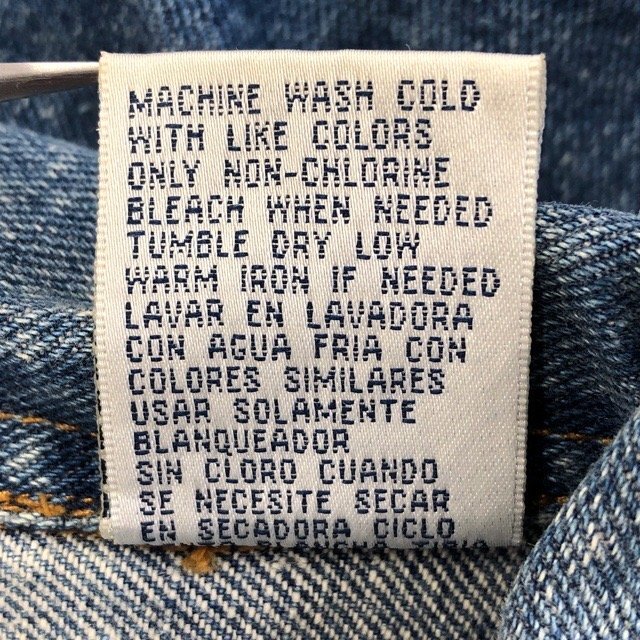 MACHINE WASH COLD
WITH LIKE COLORS
ONLY NON-CHLORINE
BLEACH WHEN NEEDED
TUMBLE DRY LOW
WARM IRON IF NEEDED
LAVAR EN LAVADORA
CON AGUA FRIA CON
COLORES SIMILARES
USAR SOLAMENTE
BLANQUEADOR
SIN CLORO CUANDO
SE NECESITE SECAR
EN SECADORA CICLO